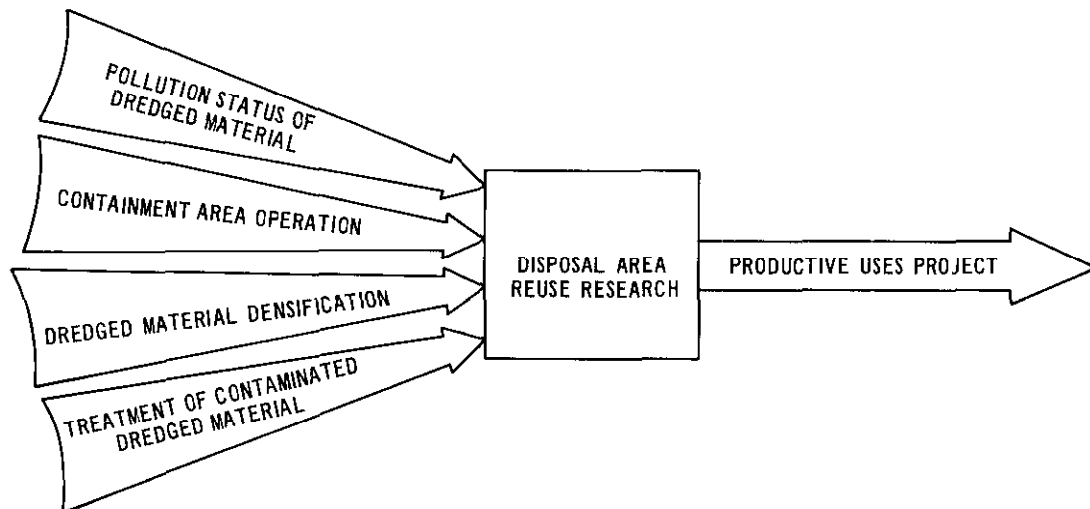 POLLUTION STATUS OF
DREDGED MATERIAL
CONTAINMENT AREA OPERATION
DREDGED MATERIAL DENSIFICATION
TREATMENT OF CONTAMINATED
DREDGED MATERIAL
DISPOSAL AREA
REUSE RESEARCH
PRODUCTIVE USES PROJECT